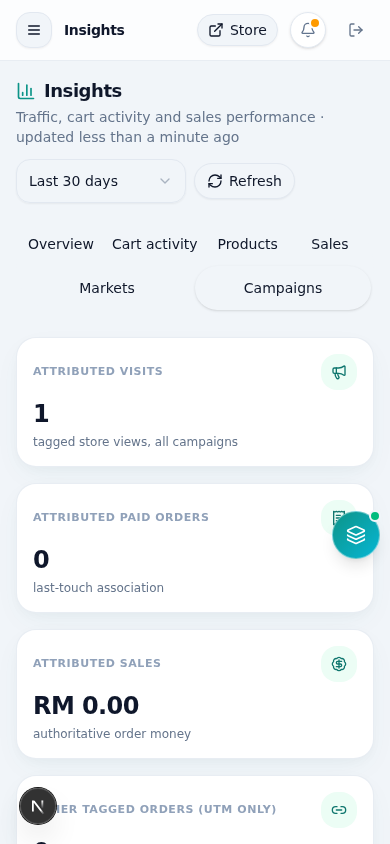 Insights
Store
Insights
Traffic, cart activity and sales performance ·
updated less than a minute ago
Last 30 days
Refresh
Overview
Cart activity
Products
Sales
Markets
Campaigns
ATTRIBUTED VISITS
1
tagged store views, all campaigns
ATTRIBUTED PAID ORDERS
0
last-touch association
ATTRIBUTED SALES
RM 0.00
authoritative order money
N
TAGGED ORDERS (UTM ONLY)